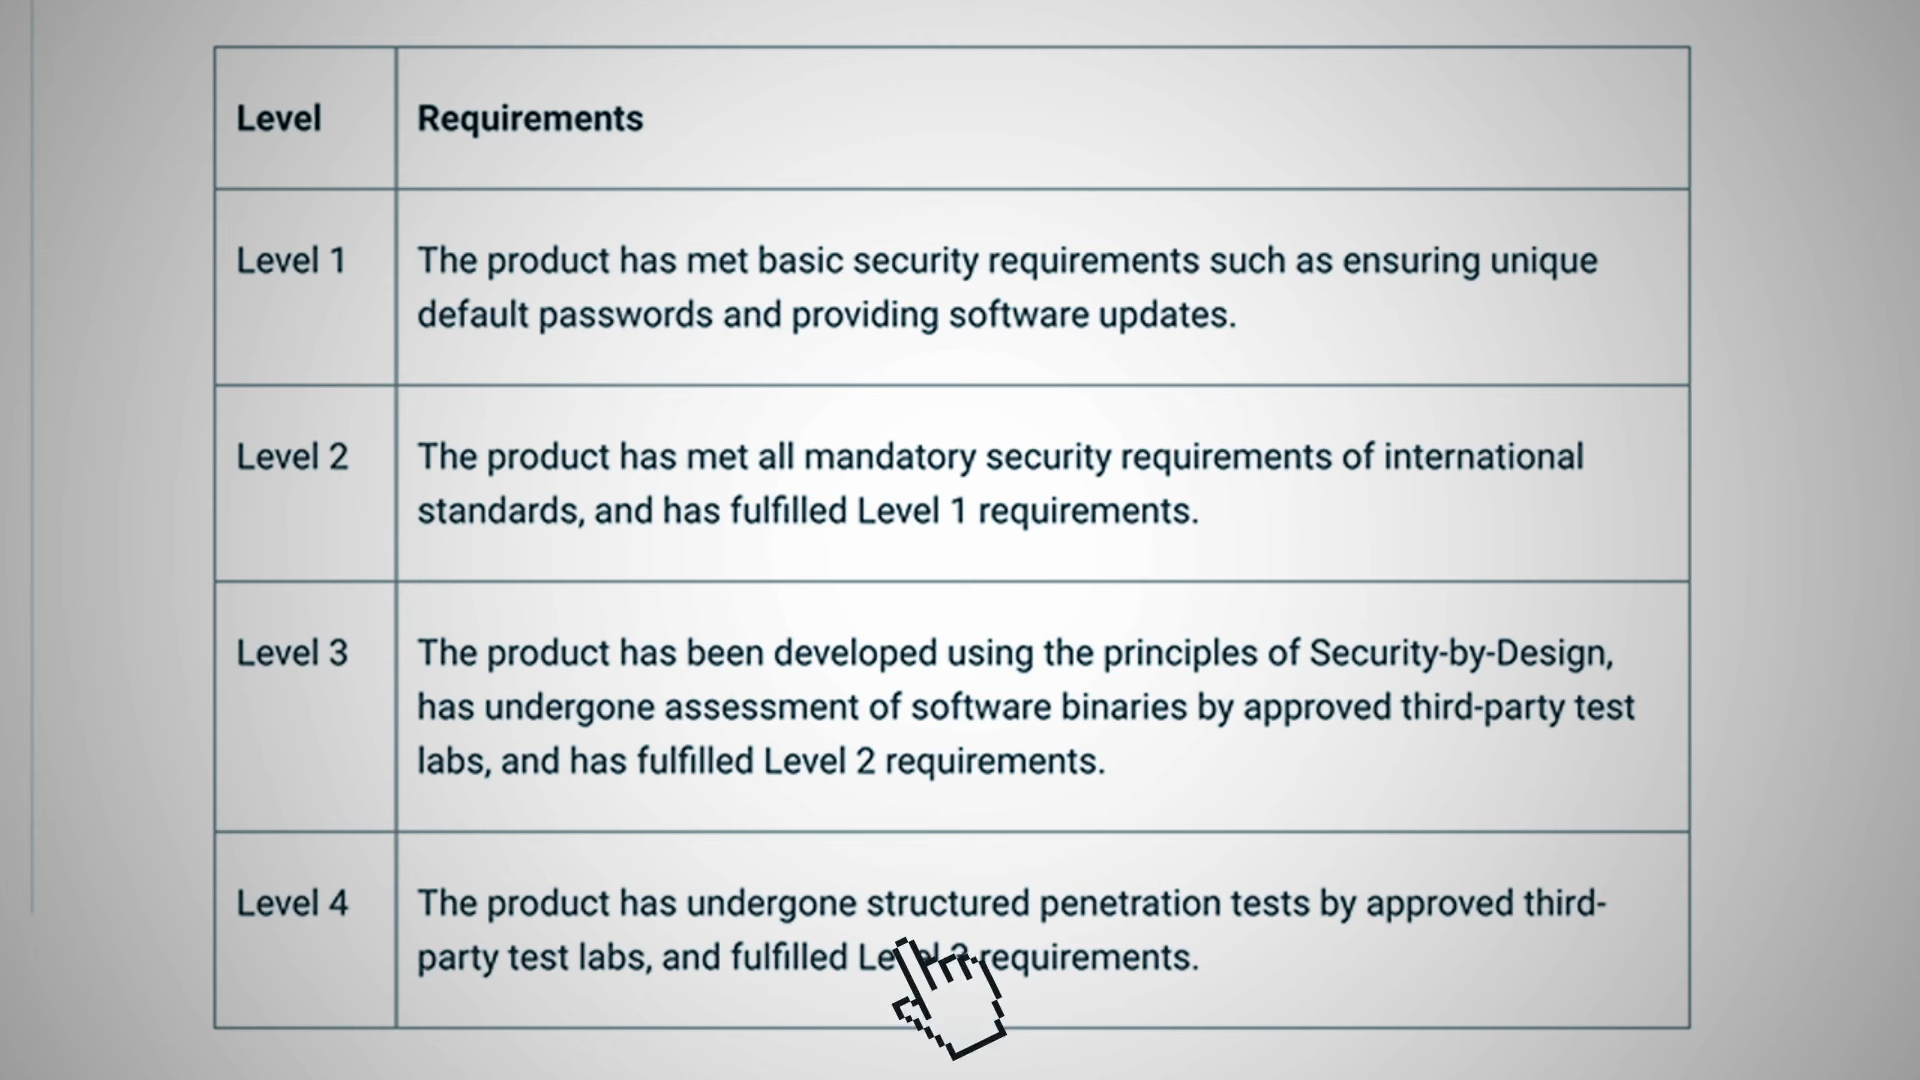 Level
Requirements
Level 1
The product has met basic security requirements such as ensuring unique
default passwords and providing software updates.
Level 2
The product has met all mandatory security requirements of international
standards, and has fulfilled Level 1 requirements.
Level 3
The product has been developed using the principles of Security-by-Design,
has undergone assessment of software binaries by approved third-party test
labs, and has fulfilled Level 2 requirements.
Level 4
The product has undergone structured penetration tests by approved third-
party test labs, and fulfilled requirements.